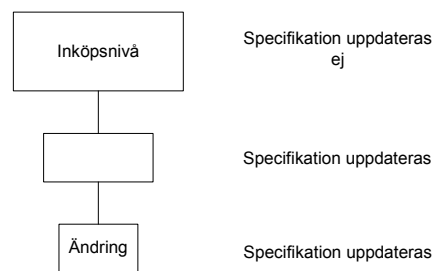 Inköpsnivå
Specifikation uppdateras
ej
Specifikation uppdateras
Ändring
Specifikation uppdateras